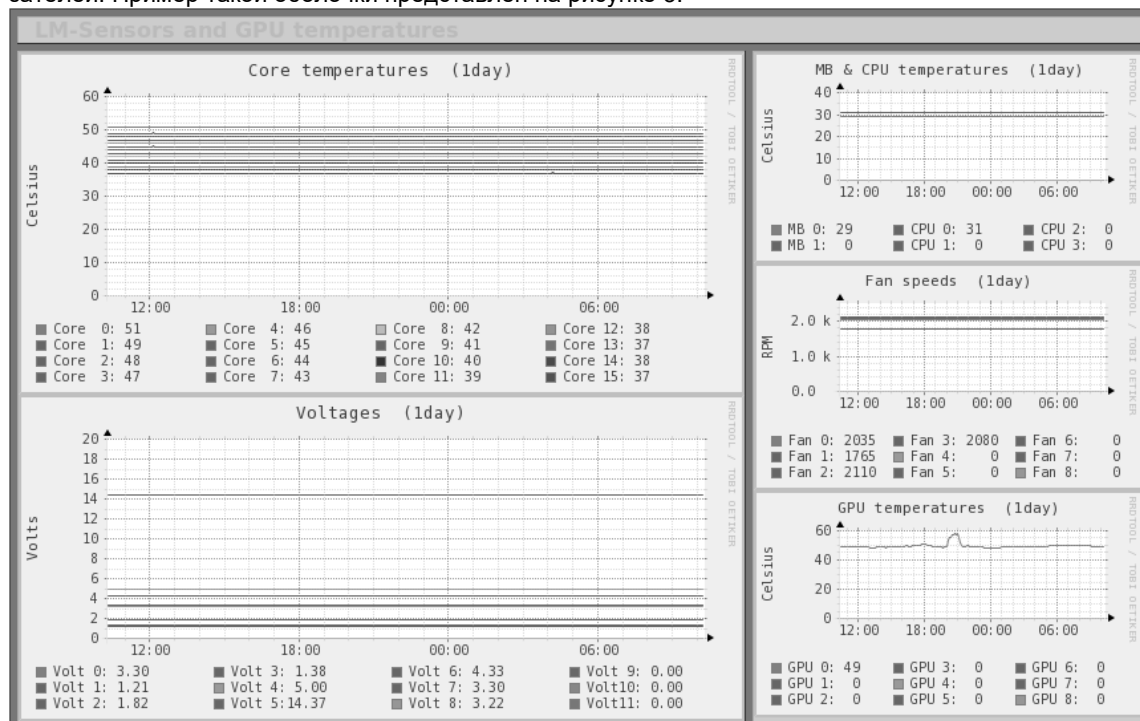 зателей. Пример такой оболочки представлен на рисунке
LM-Sensors and GPU temperatures
Core temperatures (1day)
RRDTOOL / TOBI OETIKER
Celsius
60
50
40
30
20
10
0
12:00 18:00 00:00 06:00
Core 0: 51 Core 4: 46 Core 8: 42 Core 12: 38
Core 1: 49 Core 5: 45 Core 9: 41 Core 13: 37
Core 2: 48 Core 6: 44 Core 10: 40 Core 14: 38
Core 3: 47 Core 7: 43 Core 11: 39 Core 15: 37
Voltages (1day)
RRDTOOL / TOBI OETIKER
Volts
20
18
16
14
12
10
8
6
4
2
0
12:00 18:00 00:00 06:00
Volt 0: 3.30 Volt 3: 1.38 Volt 6: 4.33 Volt 9: 0.00
Volt 1: 1.21 Volt 4: 5.00 Volt 7: 3.30 Volt10: 0.00
Volt 2: 1.82 Volt 5:14.37 Volt 8: 3.22 Volt11: 0.00
MB & CPU temperatures (1day)
RRDTOOL / TOBI OETIKER
Celsius
40
30
20
10
0
12:00 18:00 00:00 06:00
MB 0: 29 CPU 0: 31 CPU 2: 0
MB 1: 0 CPU 1: 0 CPU 3: 0
Fan speeds (1day)
RRDTOOL / TOBI OETIKER
RPM
2.0 k
1.0 k
0.0
12:00 18:00 00:00 06:00
Fan 0: 2035 Fan 3: 2080 Fan 6: 0
Fan 1: 1765 Fan 4: 0 Fan 7: 0
Fan 2: 2110 Fan 5: 0 Fan 8: 0
GPU temperatures (1day)
RRDTOOL / TOBI OETIKER
Celsius
60
40
20
0
12:00 18:00 00:00 06:00
GPU 0: 49 GPU 3: 0 GPU 6: 0
GPU 1: 0 GPU 4: 0 GPU 7: 0
GPU 2: 0 GPU 5: 0 GPU 8: 0